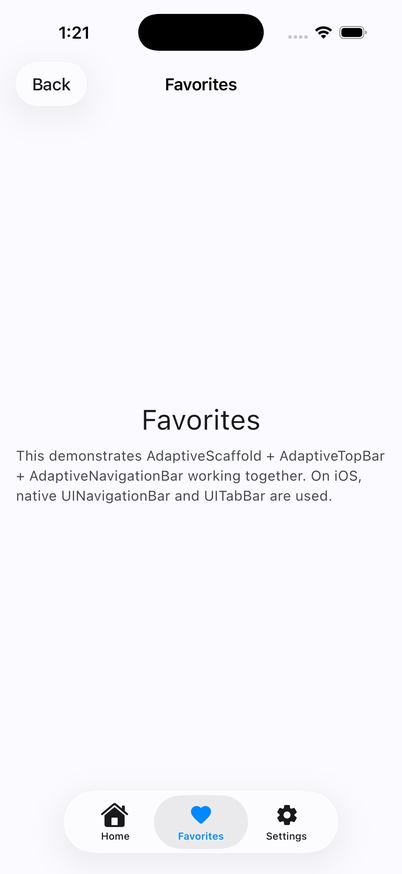 1:21
Back
Favorites
Favorites
This demonstrates AdaptiveScaffold + AdaptiveTopBar
+ AdaptiveNavigationBar working together. On iOS,
native UINavigationBar and UITabBar are used.
Home
Favorites
Settings